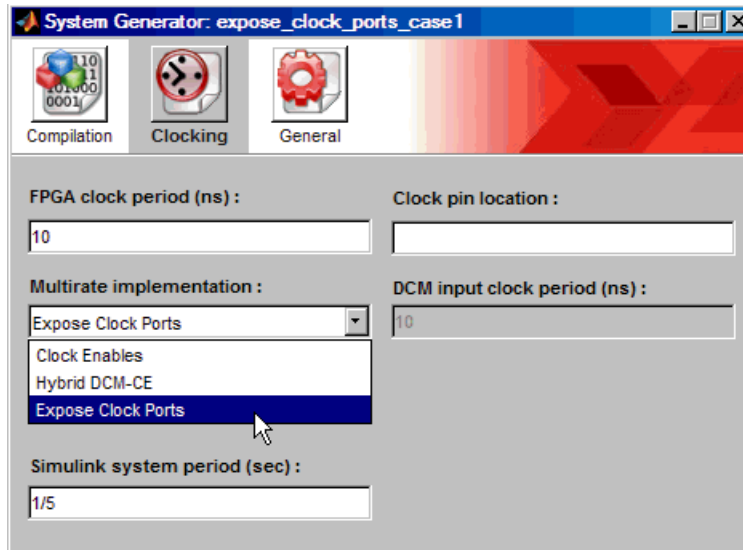 System Generator: expose_clock_ports_case1
Compilation
Clocking
General
FPGA clock period (ns) :
10
Clock pin location :
Multirate implementation :
Expose Clock Ports
DCM input clock period (ns) :
10
Clock Enables
Hybrid DCM-CE
Expose Clock Ports
Simulink system period (sec) :
1/5